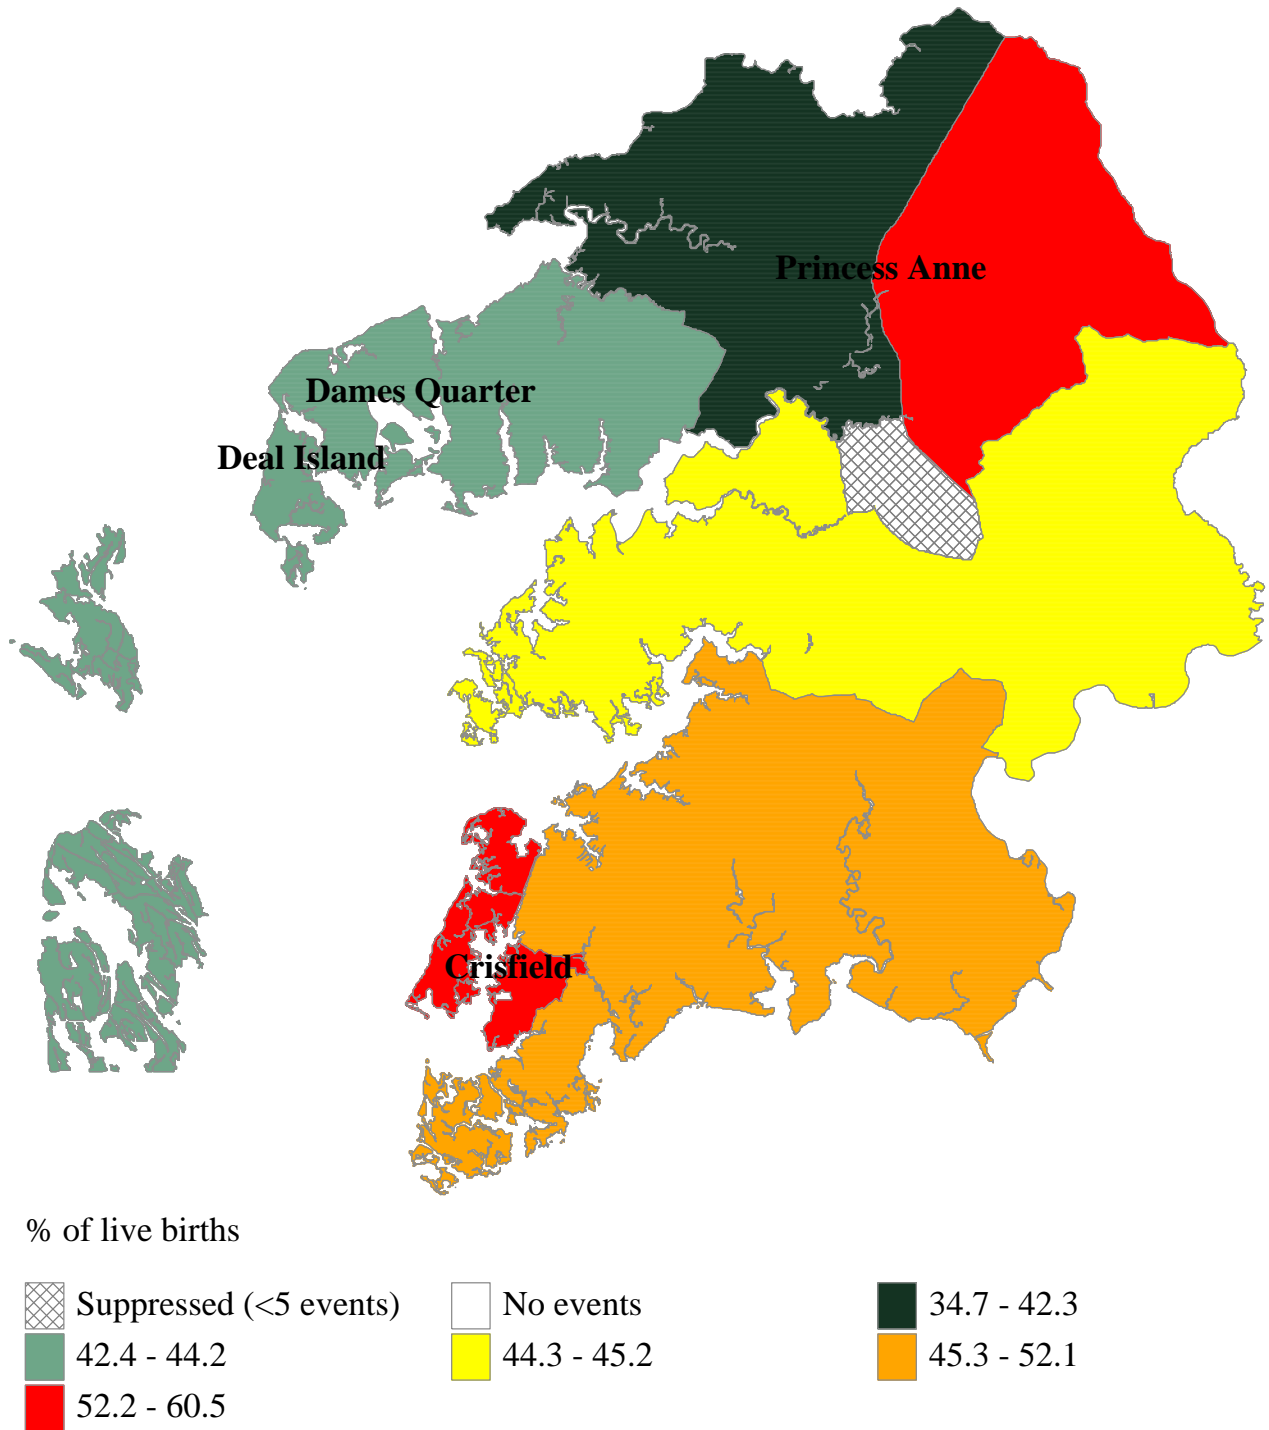 Princess Anne
Dames Quarter
Deal Island
Crisfield
% of live births
Suppressed (<5 events)
No events
34.7 - 42.3
42.4 - 44.2
44.3 - 45.2
45.3 - 52.1
52.2 - 60.5